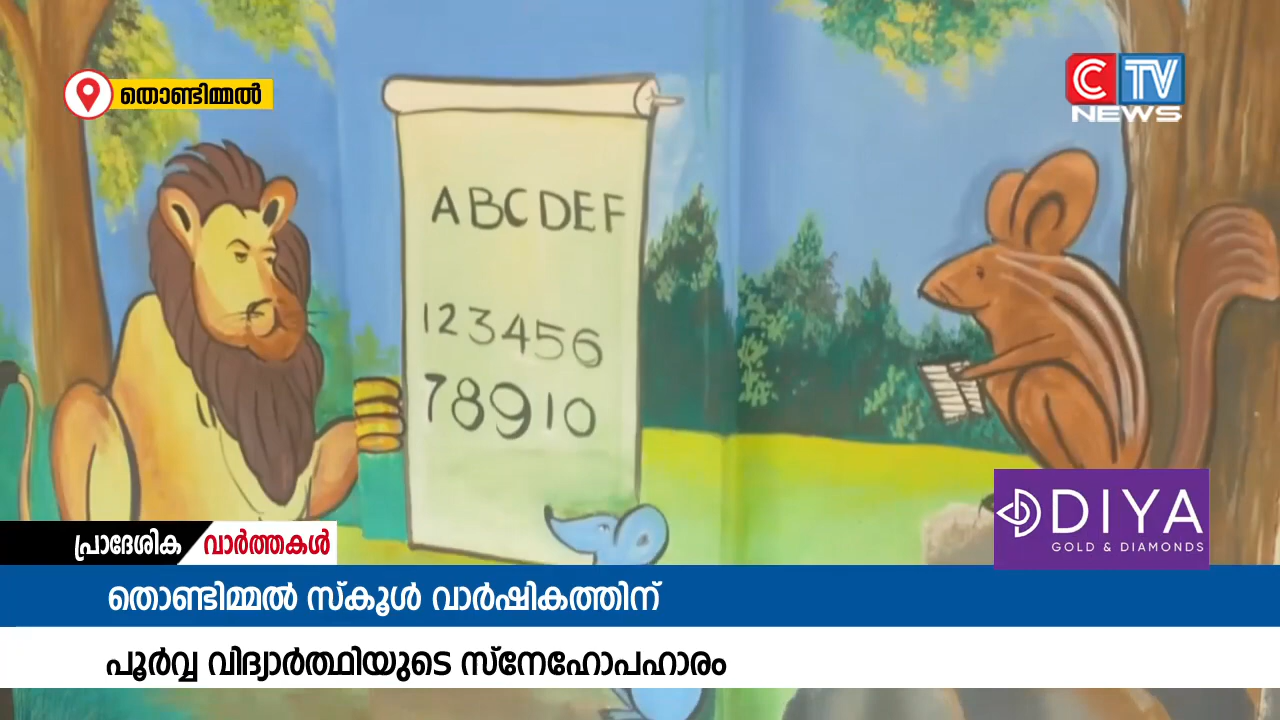 തൊണ്ടിമ്മൽ
C TV
NEWS
ABCDEF
123456
78910
DIYA
GOLD & DIAMONDS
പ്രാദേശിക വാർത്തകൾ
തൊണ്ടിമ്മൽ സ്കൂൾ വാർഷികത്തിന്
പൂർവ്വ വിദ്യാർത്ഥിയുടെ സ്നേഹോപഹാരം